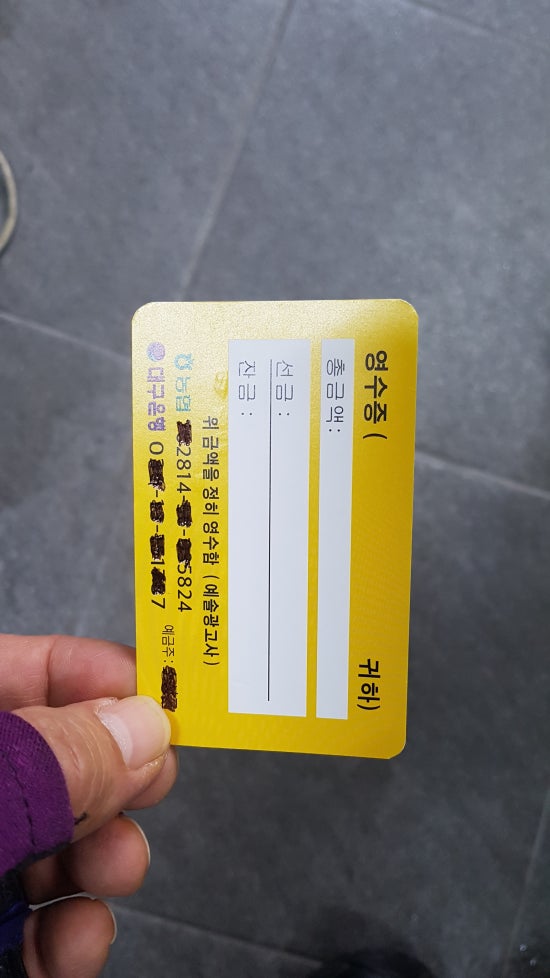 영수증 ( 귀하)
총금액 :
선금 :
잔금 :
위 금액을 정히 영수함 (예술광고사)
농협 2814- - 5824
대구은행 0 - - 7 예금주 :